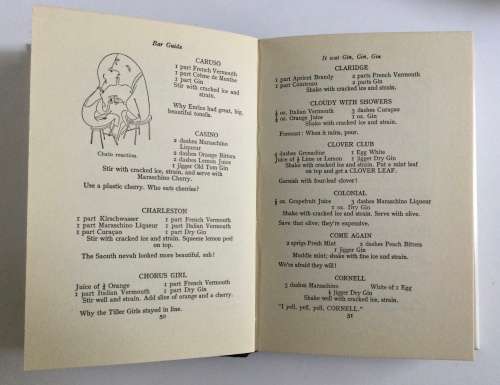 Bar Guide
CARUSO
1 part French Vermouth
1 part Crème de Menthe
1 part Gin
Stir with cracked ice and
strain.
Why Enrico had great, big,
beautiful tonsils.
Chain reaction.
CASINO
2 dashes Maraschino
Liqueur
2 dashes Orange Bitters
2 dashes Lemon Juice
1 jigger Old Tom Gin
Stir with cracked ice, strain, and serve with
Maraschino Cherry.
Use a plastic cherry. Who eats cherries?
CHARLESTON
1 part Kirschwasser 1 part French Vermouth
1 part Maraschino Liqueur 1 part Italian Vermouth
1 part Curaçao 1 part Dry Gin
Stir with cracked ice and strain. Squeeze lemon peel
on top.
The Saouth nevah looked more beautiful, suh!
CHORUS GIRL
Juice of ¼ Orange 1 part French Vermouth
1 part Italian Vermouth 1 part Dry Gin
Stir well and strain. Add slice of orange and a cherry.
Why the Tiller Girls stayed in line.
50
It was Gin, Gin, Gin
CLARIDGE
1 part Apricot Brandy 2 parts French Vermouth
1 part Cointreau 2 parts Dry Gin
Shake with cracked ice and strain.
CLOUDY WITH SHOWERS
oz. Italian Vermouth 3 dashes Curaçao
oz. Orange Juice 1 oz. Gin
Shake with cracked ice and strain.
Forecast: When it rains, pour.
CLOVER CLUB
dashes Grenadine 1 Egg White
Juice of ½ Lime or Lemon 1 jigger Dry Gin
Shake with cracked ice and strain. Put a mint leaf
on top and get a CLOVER LEAF.
Garnish with four-leaf clover!
COLONIAL
½ oz. Grapefruit Juice 3 dashes Maraschino Liqueur
1 oz. Dry Gin
Shake with cracked ice and strain. Serve with olive.
Save that olive. Serve again.
COME AGAIN
2 sprigs Fresh Mint 2 dashes Peach Bitters
1 jigger Gin
Muddle mint; shake with fine ice and strain.
We're afraid they will!
CORNELL
3 dashes Maraschino White of 1 Egg
jigger Dry Gin
Shake well with cracked ice, strain.
"I yell, yell, yell, CORNELL."
51